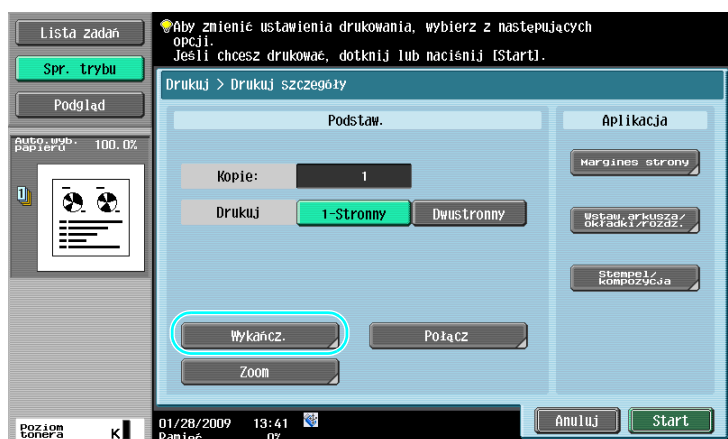 Lista zadań
Spr. trybu
Podgląd
Auto.wyb.
papieru 100.0%
1
Aby zmienić ustawienia drukowania, wybierz z następujących
opcji.
Jeśli chcesz drukować, dotknij lub naciśnij [Start].
Drukuj > Drukuj szczegóły
Podstaw.
Kopie: 1
Drukuj 1-Stronny Dwustronny
Wykańcz. Połącz
Zoom
Aplikacja
Margines strony
Wstaw.arkusza/
okładki/rozdz.
Stempel/
kompozycja
Poziom
tonera K
01/28/2009 13:41
Pamięć 0%
Anuluj Start